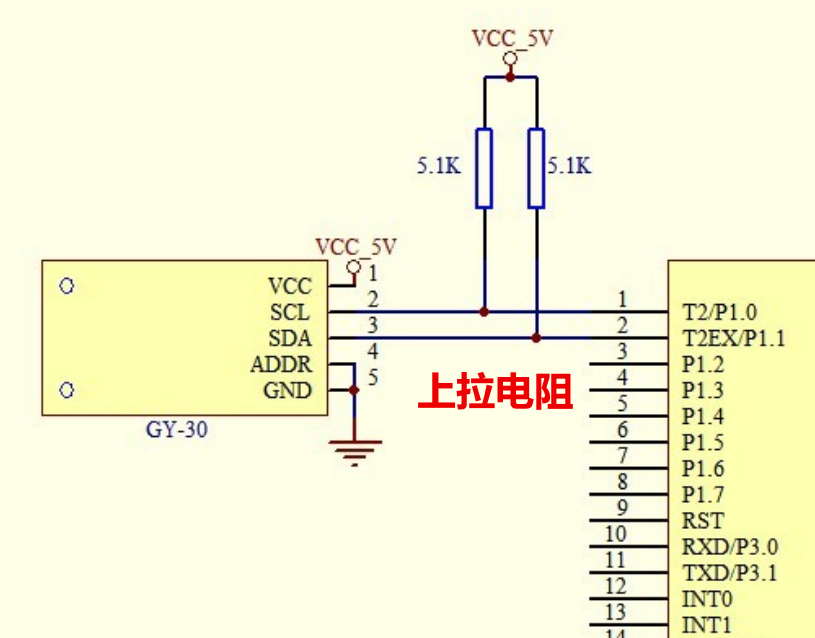 VCC_5V
5.1K
5.1K
VCC_5V
VCC 1
SCL 2
SDA 3
ADDR 4
GND 5
GY-30
上拉电阻
1 T2/P1.0
2 T2EX/P1.1
3 P1.2
4 P1.3
5 P1.4
6 P1.5
7 P1.6
8 P1.7
9 RST
10 RXD/P3.0
11 TXD/P3.1
12 INT0
13 INT1
14